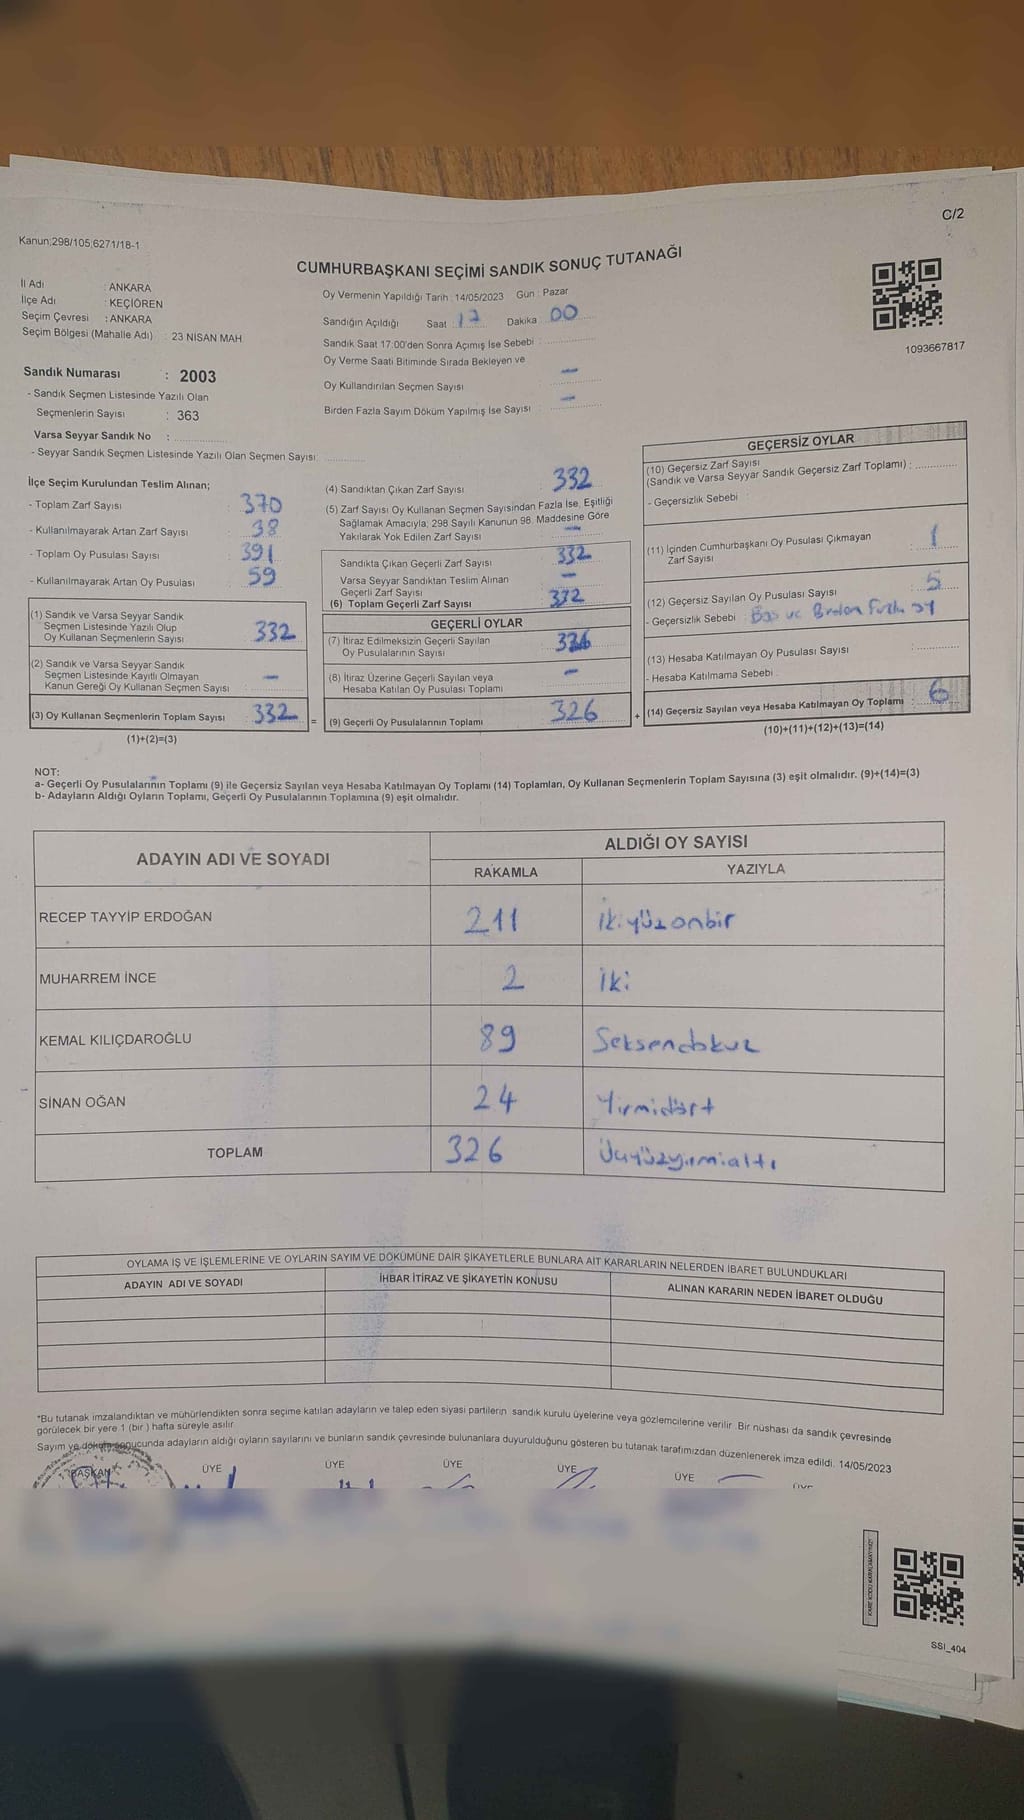 C/2
Kanun;298/105;6271/18-1
CUMHURBAŞKANI SEÇİMİ SANDIK SONUÇ TUTANAĞI
İl Adı : ANKARA
İlçe Adı : KEÇİÖREN
Seçim Çevresi : ANKARA
Seçim Bölgesi (Mahalle Adı) : 23 NİSAN MAH
Oy Vermenin Yapıldığı Tarih : 14/05/2023 Gün : Pazar
Sandığın Açıldığı Saat : 17 Dakika : 00
Sandık Saat 17:00'den Sonra Açımış İse Sebebi :
Oy Verme Saati Bitiminde Sırada Bekleyen ve
Oy Kullandırılan Seçmen Sayısı : —
Birden Fazla Sayım Döküm Yapılmış İse Sayısı : —
1093667817
Sandık Numarası : 2003
- Sandık Seçmen Listesinde Yazılı Olan
Seçmenlerin Sayısı : 363
Varsa Seyyar Sandık No :
- Seyyar Sandık Seçmen Listesinde Yazılı Olan Seçmen Sayısı:
İlçe Seçim Kurulundan Teslim Alınan;
- Toplam Zarf Sayısı : 370
- Kullanılmayarak Artan Zarf Sayısı : 38
- Toplam Oy Pusulası Sayısı : 391
- Kullanılmayarak Artan Oy Pusulası : 59
(1) Sandık ve Varsa Seyyar Sandık
Seçmen Listesinde Yazılı Olup
Oy Kullanan Seçmenlerin Sayısı : 332
(2) Sandık ve Varsa Seyyar Sandık
Seçmen Listesinde Kayıtlı Olmayan
Kanun Gereği Oy Kullanan Seçmen Sayısı : —
(3) Oy Kullanan Seçmenlerin Toplam Sayısı : 332
(1)+(2)=(3)
=
(4) Sandıktan Çıkan Zarf Sayısı : 332
(5) Zarf Sayısı Oy Kullanan Seçmen Sayısından Fazla İse, Eşitliği
Sağlamak Amacıyla; 298 Sayılı Kanunun 98. Maddesine Göre
Yakılarak Yok Edilen Zarf Sayısı : —
Sandıkta Çıkan Geçerli Zarf Sayısı : 332
Varsa Seyyar Sandıktan Teslim Alınan
Geçerli Zarf Sayısı : —
(6) Toplam Geçerli Zarf Sayısı : 332
GEÇERLİ OYLAR
(7) İtiraz Edilmeksizin Geçerli Sayılan
Oy Pusulalarının Sayısı : 326
(8) İtiraz Üzerine Geçerli Sayılan veya
Hesaba Katılan Oy Pusulası Toplamı : —
(9) Geçerli Oy Pusulalarının Toplamı : 326
+
GEÇERSİZ OYLAR
(10) Geçersiz Zarf Sayısı
(Sandık ve Varsa Seyyar Sandık Geçersiz Zarf Toplamı) :
- Geçersizlik Sebebi :
(11) İçinden Cumhurbaşkanı Oy Pusulası Çıkmayan
Zarf Sayısı : 1
(12) Geçersiz Sayılan Oy Pusulası Sayısı : 5
- Geçersizlik Sebebi : Boş ve Birden Fazla oy
(13) Hesaba Katılmayan Oy Pusulası Sayısı :
- Hesaba Katılmama Sebebi :
(14) Geçersiz Sayılan veya Hesaba Katılmayan Oy Toplamı : 6
(10)+(11)+(12)+(13)=(14)
NOT:
a- Geçerli Oy Pusulalarının Toplamı (9) ile Geçersiz Sayılan veya Hesaba Katılmayan Oy Toplamı (14) Toplamları, Oy Kullanan Seçmenlerin Toplam Sayısına (3) eşit olmalıdır. (9)+(14)=(3)
b- Adayların Aldığı Oyların Toplamı, Geçerli Oy Pusulalarının Toplamına (9) eşit olmalıdır.
ADAYIN ADI VE SOYADI ALDIĞI OY SAYISI
RAKAMLA YAZIYLA
RECEP TAYYİP ERDOĞAN 211 İkiyüzonbir
MUHARREM İNCE 2 İki
KEMAL KILIÇDAROĞLU 89 Seksendokuz
SİNAN OĞAN 24 Yirmidört
TOPLAM 326 Üçyüzyirmialtı
OYLAMA İŞ VE İŞLEMLERİNE VE OYLARIN SAYIM VE DÖKÜMÜNE DAİR ŞİKAYETLERLE BUNLARA AİT KARARLARIN NELERDEN İBARET BULUNDUKLARI
ADAYIN ADI VE SOYADI İHBAR İTİRAZ VE ŞİKAYETİN KONUSU ALINAN KARARIN NEDEN İBARET OLDUĞU
*Bu tutanak imzalandıktan ve mühürlendikten sonra seçime katılan adayların ve talep eden siyasi partilerin sandık kurulu üyelerine veya gözlemcilerine verilir. Bir nüshası da sandık çevresinde
görülecek bir yere 1 (bir ) hafta süreyle asılır.
Sayım ve döküm sonucunda adayların aldığı oyların sayılarını ve bunların sandık çevresinde bulunanlara duyurulduğunu gösteren bu tutanak tarafımızdan düzenlenerek imza edildi. 14/05/2023
BAŞKAN ÜYE ÜYE ÜYE ÜYE ÜYE
SSI_404